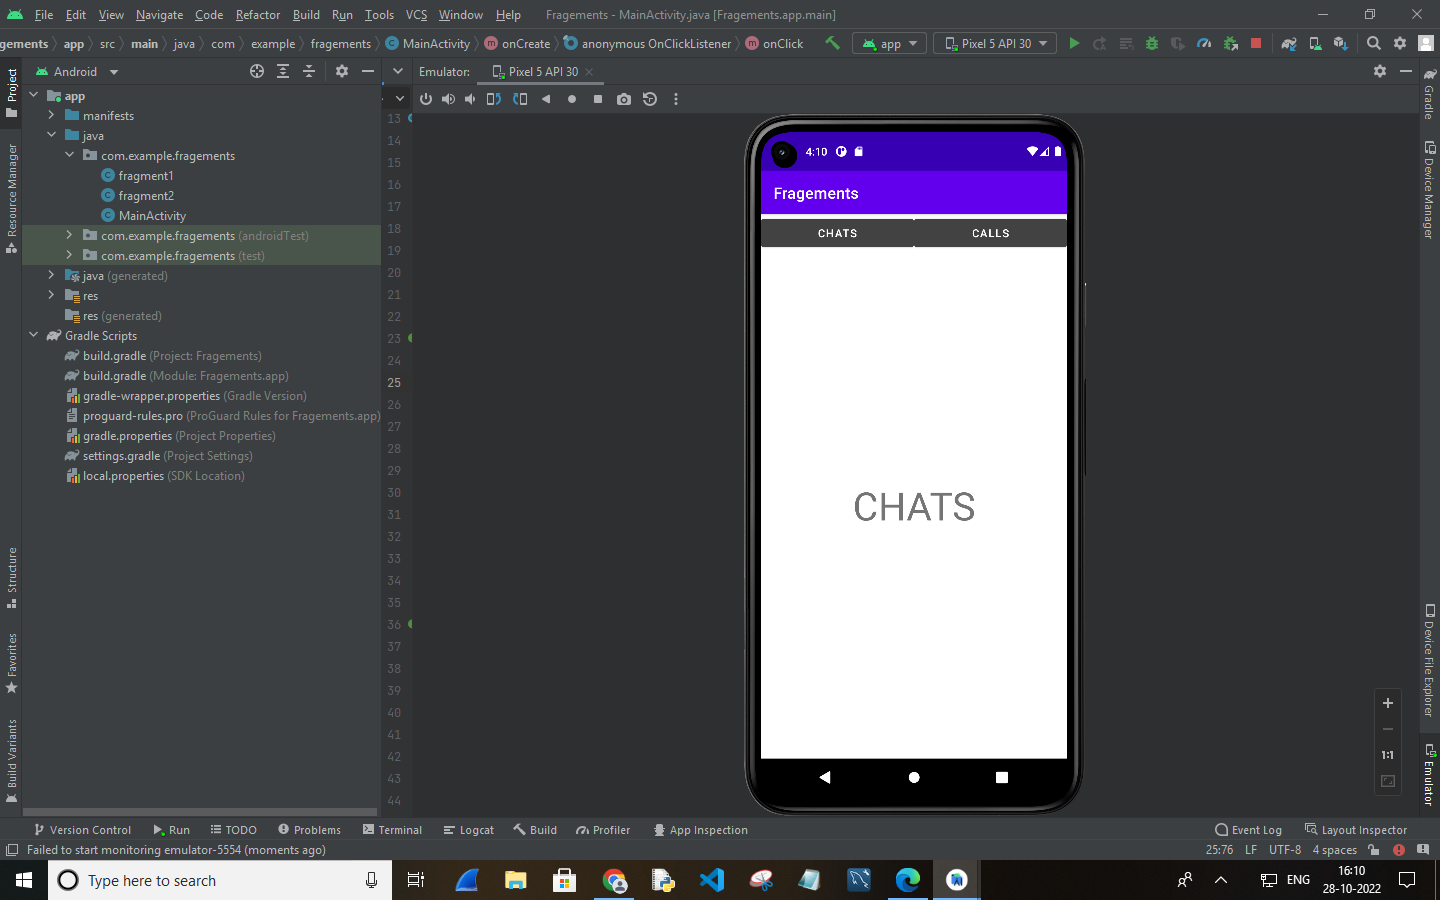 File Edit View Navigate Code Refactor Build Run Tools VCS Window Help Fragements - MainActivity.java [Fragements.app.main]
gements app src main java com example fragements MainActivity onCreate anonymous OnClickListener onClick app Pixel 5 API 30
Android Emulator: Pixel 5 API 30
Project
Resource Manager
Structure
Favorites
Build Variants
app
manifests
java
com.example.fragements
fragment1
fragment2
MainActivity
com.example.fragements (androidTest)
com.example.fragements (test)
java (generated)
res
res (generated)
Gradle Scripts
build.gradle (Project: Fragements)
build.gradle (Module: Fragements.app)
gradle-wrapper.properties (Gradle Version)
proguard-rules.pro (ProGuard Rules for Fragements.app)
gradle.properties (Project Properties)
settings.gradle (Project Settings)
local.properties (SDK Location)
13
14
15
16
17
18
19
20
21
22
23
24
25
26
27
28
29
30
31
32
33
34
35
36
37
38
39
40
41
42
43
44
4:10
Fragements
CHATS CALLS
CHATS
1:1
Gradle
Device Manager
Device File Explorer
Emulator
Version Control Run TODO Problems Terminal Logcat Build Profiler App Inspection Event Log Layout Inspector
Failed to start monitoring emulator-5554 (moments ago) 25:76 LF UTF-8 4 spaces
Type here to search ENG 16:10
28-10-2022